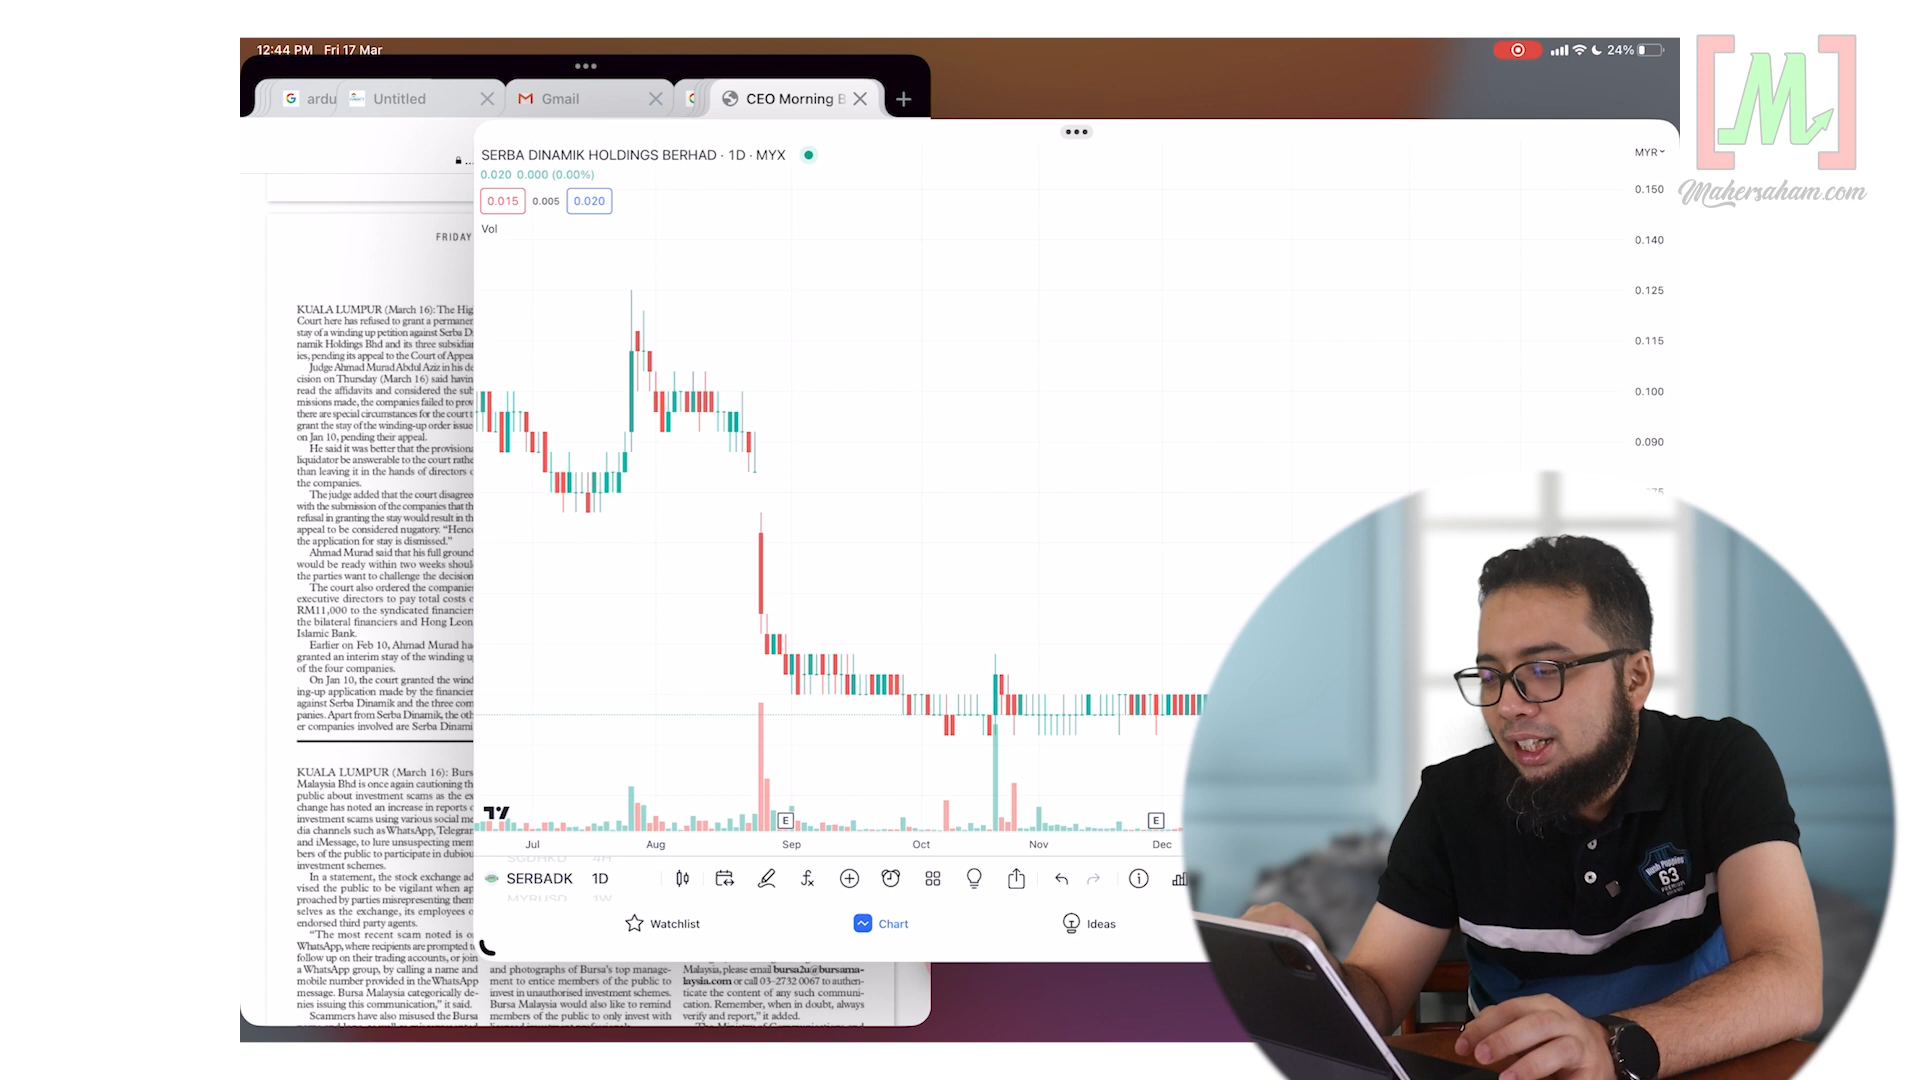 12:44 PM Fri 17 Mar
24%
ardu
Untitled
Gmail
CEO Morning B
Mahersaham.com
SERBA DINAMIK HOLDINGS BERHAD · 1D · MYX
MYR
0.020 0.000 (0.00%)
0.015 0.005 0.020
Vol
0.150
0.140
0.125
0.115
0.100
0.090
FRIDAY
KUALA LUMPUR (March 16): The Hig
Court here has refused to grant a permanen
stay of a winding up petition against Serba D
namik Holdings Bhd and its three subsidiar
ies, pending its appeal to the Court of Appea
Judge Ahmad Murad Abdul Aziz in his de
cision on Thursday (March 16) said having
read the affidavits and considered the sub
missions made, the companies failed to prov
there are special circumstances for the court t
grant the stay of the winding-up order issue
on Jan 10, pending their appeal.
He said it was better that the provisiona
liquidator be answerable to the court rathe
than leaving it in the hands of directors o
the companies.
The judge added that the court disagree
with the submission of the companies that th
refusal in granting the stay would result in th
appeal to be considered nugatory. "Hence
the application for stay is dismissed."
Ahmad Murad said that his full ground
would be ready within two weeks shoul
the parties want to challenge the decision
The court also ordered the companies
executive directors to pay total costs o
RM11,000 to the syndicated financiers
the bilateral financiers and Hong Leon
Islamic Bank.
Earlier on Feb 10, Ahmad Murad ha
granted an interim stay of the winding u
of the four companies.
On Jan 10, the court granted the wind
ing-up application made by the financier
against Serba Dinamik and the three com
panies. Apart from Serba Dinamik, the oth
er companies involved are Serba Dinami
KUALA LUMPUR (March 16): Burs
Malaysia Bhd is once again cautioning th
public about investment scams as the ex
change has noted an increase in reports o
investment scams using various social me
dia channels such as WhatsApp, Telegram
and iMessage, to lure unsuspecting mem
bers of the public to participate in dubiou
investment schemes.
In a statement, the stock exchange ad
vised the public to be vigilant when ap
proached by parties misrepresenting them
selves as the exchange, its employees o
endorsed third party agents.
"The most recent scam noted is o
WhatsApp, where recipients are prompted t
follow up on their trading accounts, or join
a WhatsApp group, by calling a name and
mobile number provided in the WhatsApp
message. Bursa Malaysia categorically de-
nies issuing this communication," it said.
Scammers have also misused the Bursa
and photographs of Bursa's top manage-
ment to entice members of the public to
invest in unauthorised investment schemes.
Bursa Malaysia would also like to remind
members of the public to only invest with
Malaysia, please email bursa2u@bursama-
laysia.com or call 03-2732 0067 to authen-
ticate the content of any such communi-
cation. Remember, when in doubt, always
verify and report," it added.
E
E
Jul Aug Sep Oct Nov Dec
SERBADK 1D
Watchlist
Chart
Ideas
63